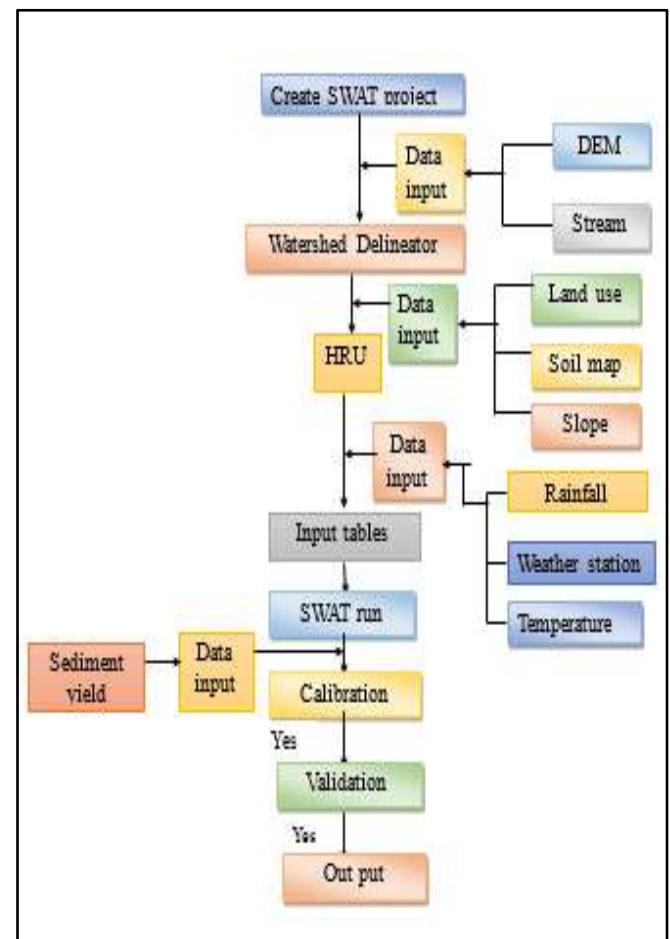 Create SWAT project
DEM
Data
input
Stream
Watershed Delineator
Land use
Data
input
HRU
Soil map
Slope
Data
input
Rainfall
Input tables
Weather station
SWAT run
Temperature
Sediment
yield
Data
input
Calibration
Yes
Validation
Yes
Out put